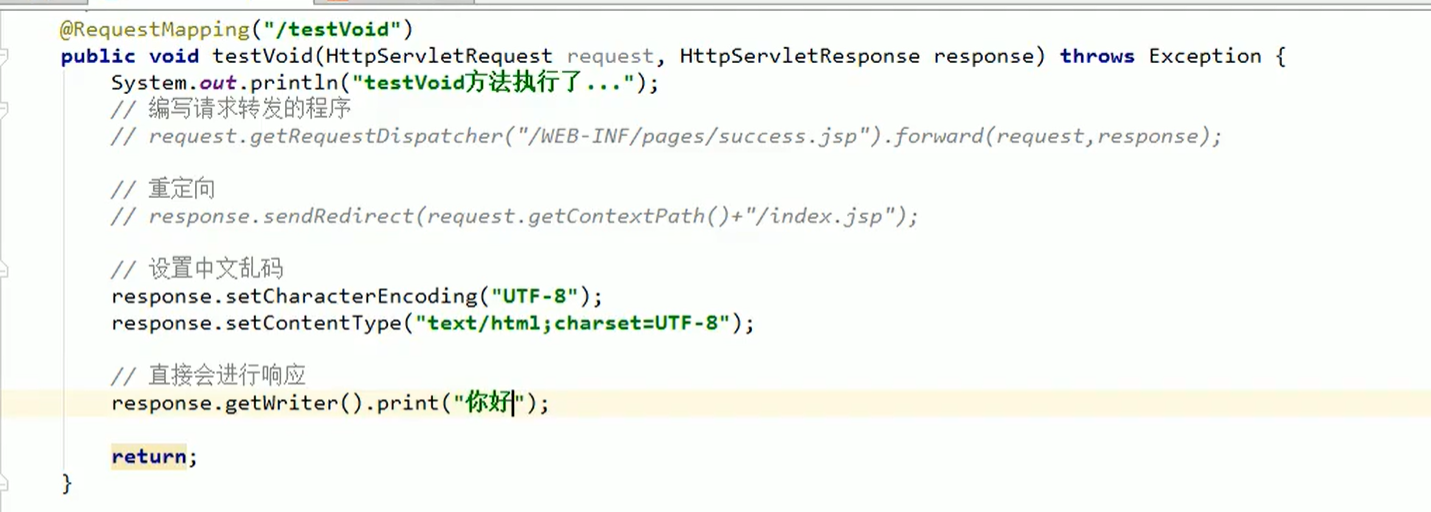 @RequestMapping("/testVoid")
public void testVoid(HttpServletRequest request, HttpServletResponse response) throws Exception {
System.out.println("testVoid方法执行了...");
// 编写请求转发的程序
// request.getRequestDispatcher("/WEB-INF/pages/success.jsp").forward(request,response);
// 重定向
// response.sendRedirect(request.getContextPath()+"/index.jsp");
// 设置中文乱码
response.setCharacterEncoding("UTF-8");
response.setContentType("text/html;charset=UTF-8");
// 直接会进行响应
response.getWriter().print("你好");
return;
}